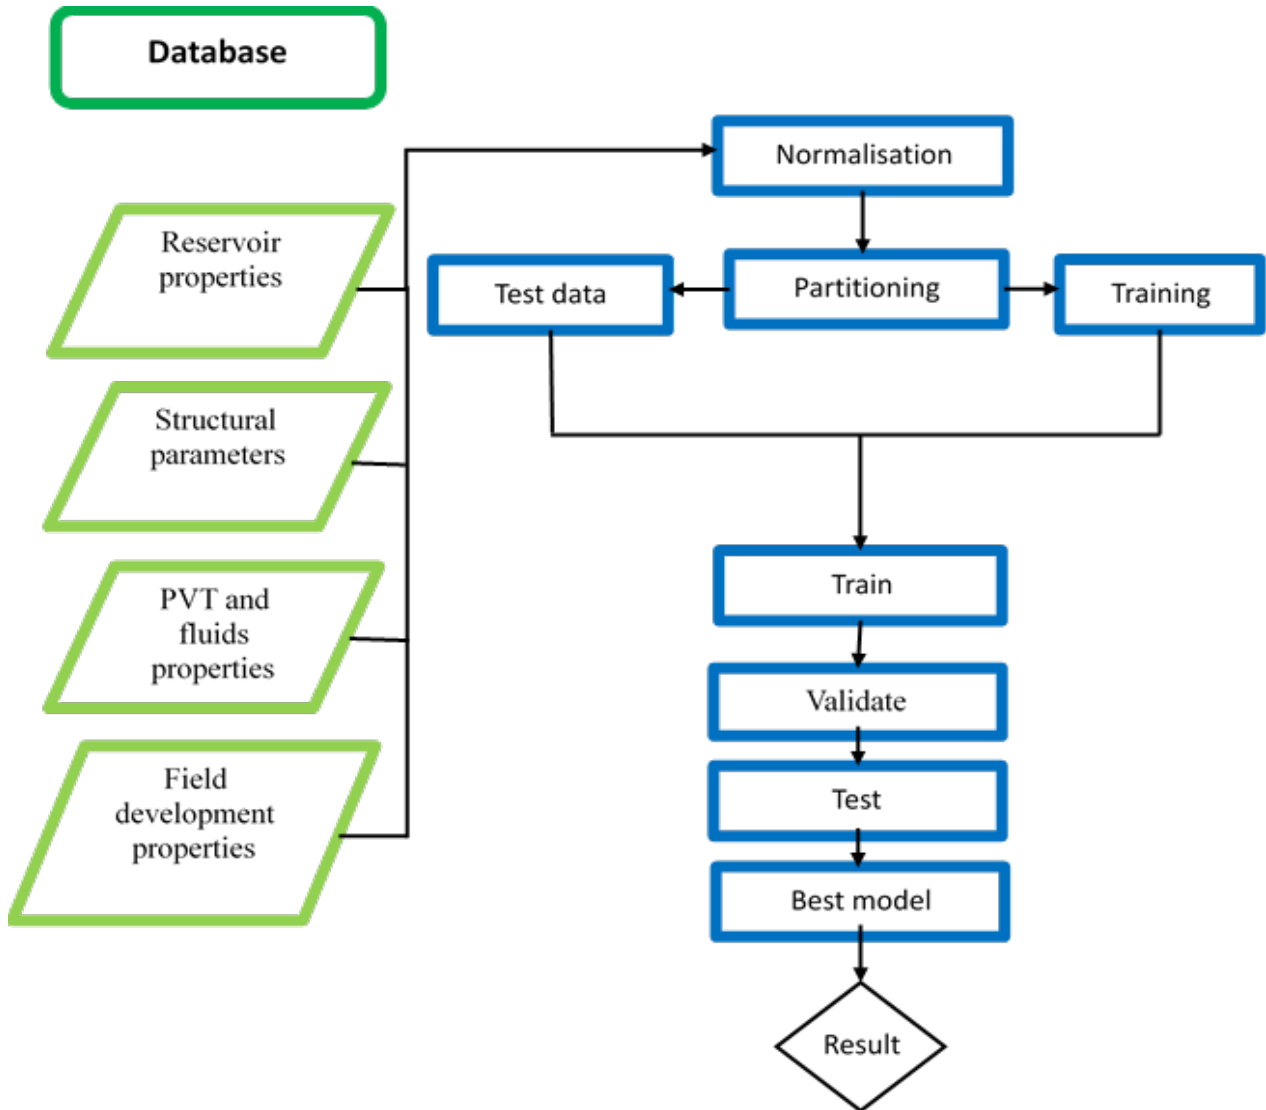 Database
Reservoir
properties
Structural
parameters
PVT and
fluids
properties
Field
development
properties
Normalisation
Test data
Partitioning
Training
Train
Validate
Test
Best model
Result